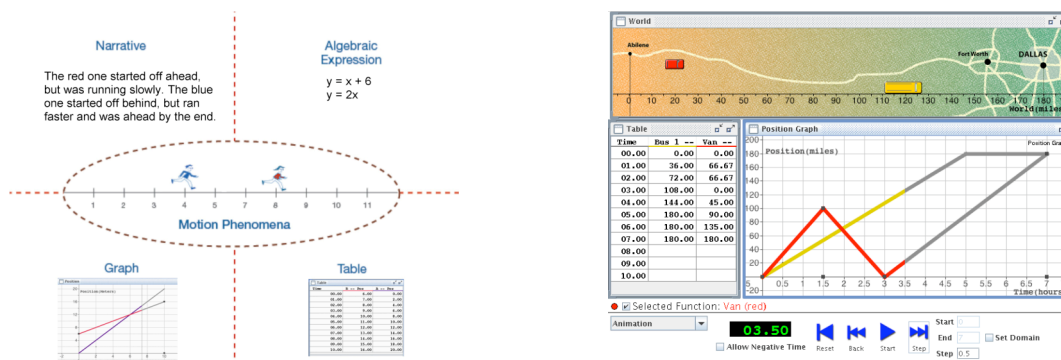 Narrative
The red one started off ahead,
but was running slowly. The blue
one started off behind, but ran
faster and was ahead by the end.
Algebraic
Expression
y = x + 6
y = 2x
1 2 3 4 5 6 7 8 9 10 11
Motion Phenomena
Graph
Table
World
Abilene
Fort Worth
DALLAS
0 10 20 30 40 50 60 70 80 90 100 110 120 130 140 150 160 170 180
World(miles
Table
Time Bus 1 -- Van --
00.00 0.00 0.00
01.00 36.00 66.67
02.00 72.00 66.67
03.00 108.00 0.00
04.00 144.00 45.00
05.00 180.00 90.00
06.00 180.00 135.00
07.00 180.00 180.00
08.00
09.00
10.00
Position Graph
Position Gra
Position(miles)
200
180
160
140
120
100
80
60
40
20
-20
0.5 1 1.5 2 2.5 3 3.5 4 4.5 5 5.5 6 6.5 7
Time(hours
Selected Function: Van (red)
Animation
03.50
Allow Negative Time
Reset Back Start Step
Start 0
End 7
Step 0.5
Set Domain